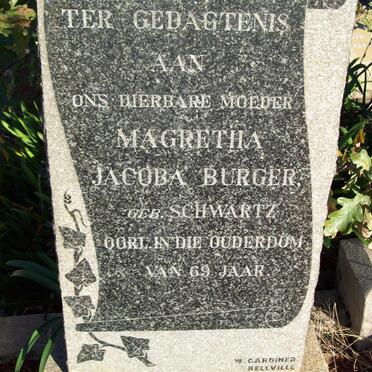 TER GEDAGTENIS
AAN
ONS DIERBARE MOEDER
MAGRETHA
JACOBA BURGER,
GEB. SCHWARTZ
OORL. IN DIE OUDERDOM
VAN 69 JAAR.
W. GARDINER
BELLVILLE